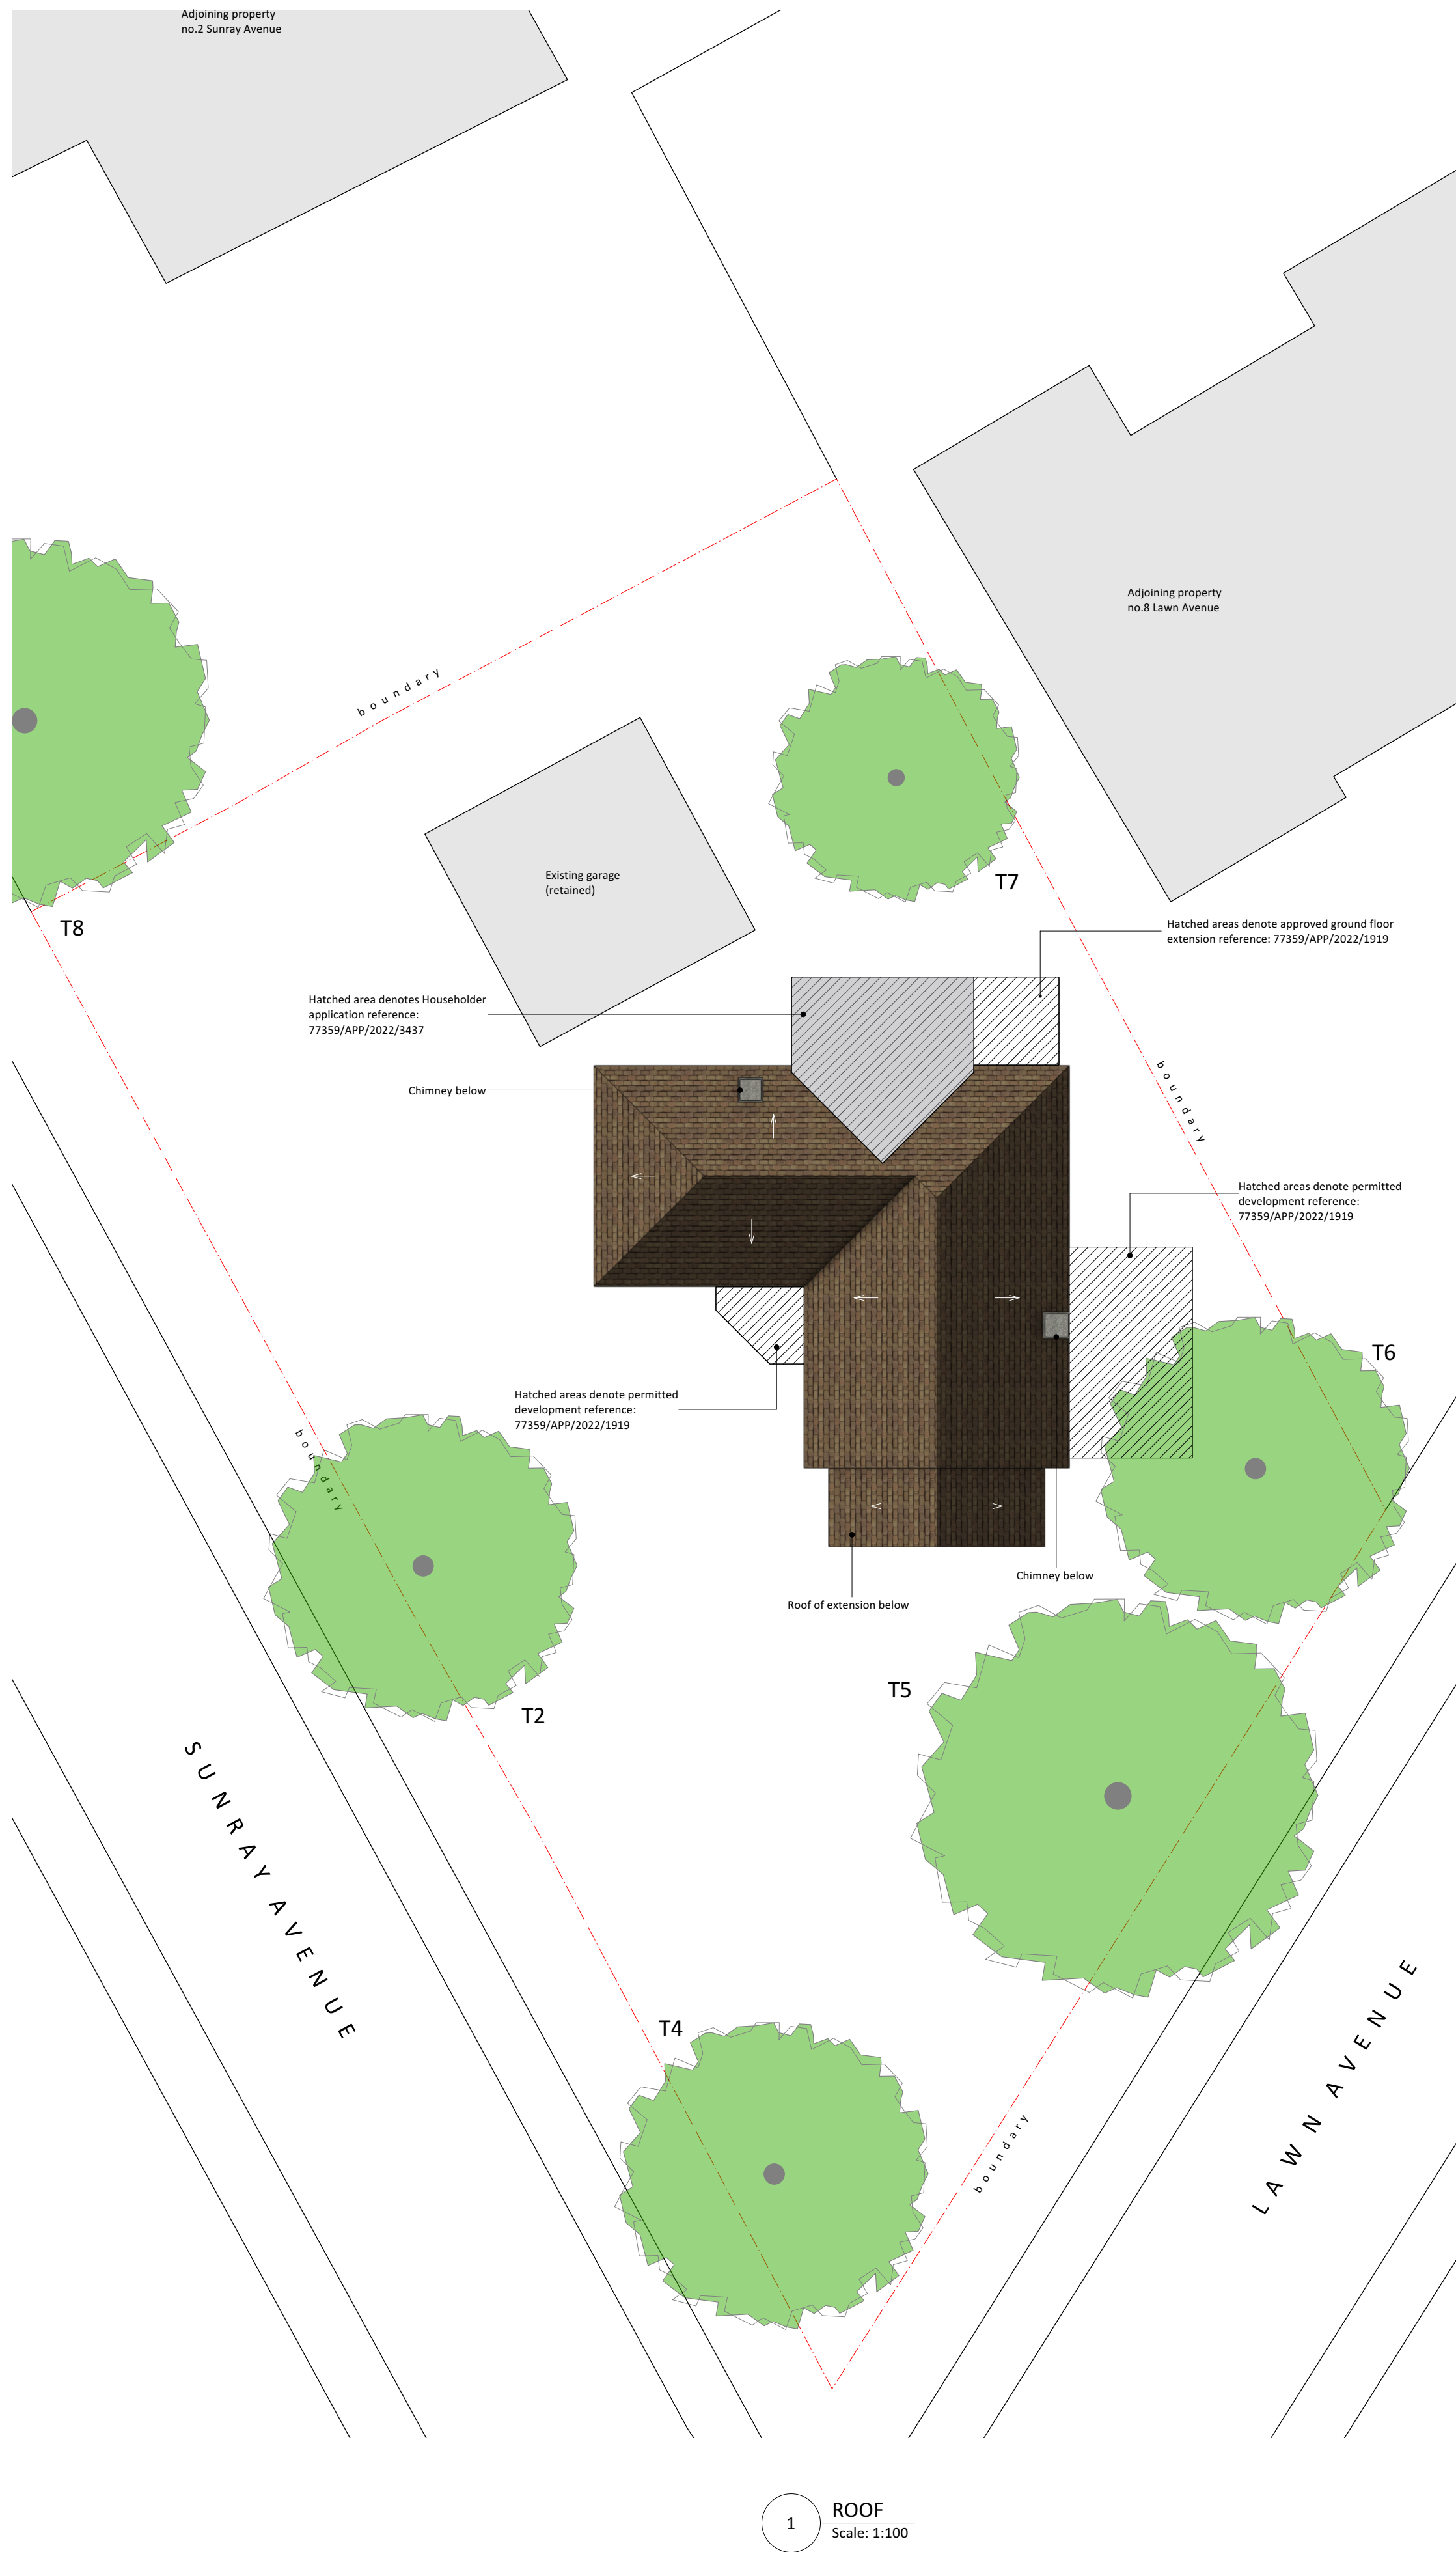 Adjoining property
no.2 Sunray Avenue
Adjoining property
no.8 Lawn Avenue
boundary
Existing garage
(retained)
T7
T8
Hatched areas denote approved ground floor
extension reference: 77359/APP/2022/1919
Hatched area denotes Householder
application reference:
77359/APP/2022/3437
Chimney below
boundary
Hatched areas denote permitted
development reference:
77359/APP/2022/1919
T6
Hatched areas denote permitted
development reference:
77359/APP/2022/1919
boundary
Chimney below
Roof of extension below
T5
T2
SUNRAY AVENUE
T4
LAWN AVENUE
boundary
1
ROOF
Scale: 1:100